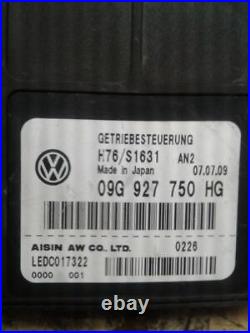 GETRIEBESTEUERUNG
H76/S1631 AN2
Made in Japan 07.07.09
09G 927 750 HG
AISIN AW CO., LTD. 0226
LEDC017322
0000 001